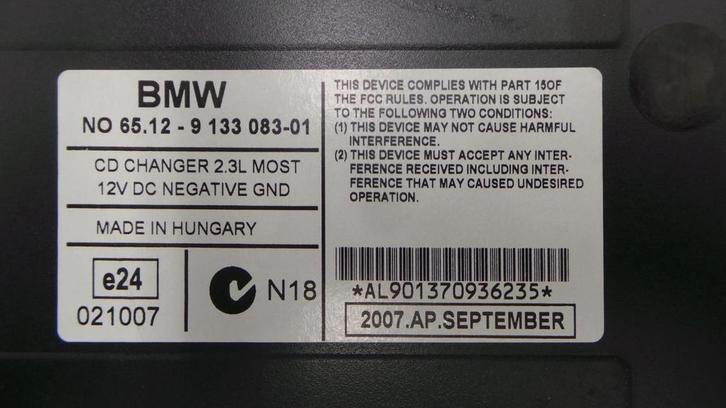 BMW
NO 65.12 - 9 133 083-01
CD CHANGER 2.3L MOST
12V DC NEGATIVE GND
MADE IN HUNGARY
e24
021007
N18
THIS DEVICE COMPLIES WITH PART 15OF
THE FCC RULES. OPERATION IS SUBJECT
TO THE FOLLOWING TWO CONDITIONS:
(1) THIS DEVICE MAY NOT CAUSE HARMFUL
INTERFERENCE.
(2) THIS DEVICE MUST ACCEPT ANY INTER-
FERENCE RECEIVED INCLUDING INTER-
FERENCE THAT MAY CAUSED UNDESIRED
OPERATION.
*AL901370936235*
2007.AP.SEPTEMBER